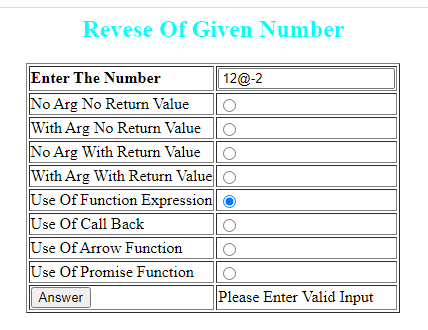 Revese Of Given Number
Enter The Number 12@-2
No Arg No Return Value
With Arg No Return Value
No Arg With Return Value
With Arg With Return Value
Use Of Function Expression
Use Of Call Back
Use Of Arrow Function
Use Of Promise Function
Answer Please Enter Valid Input